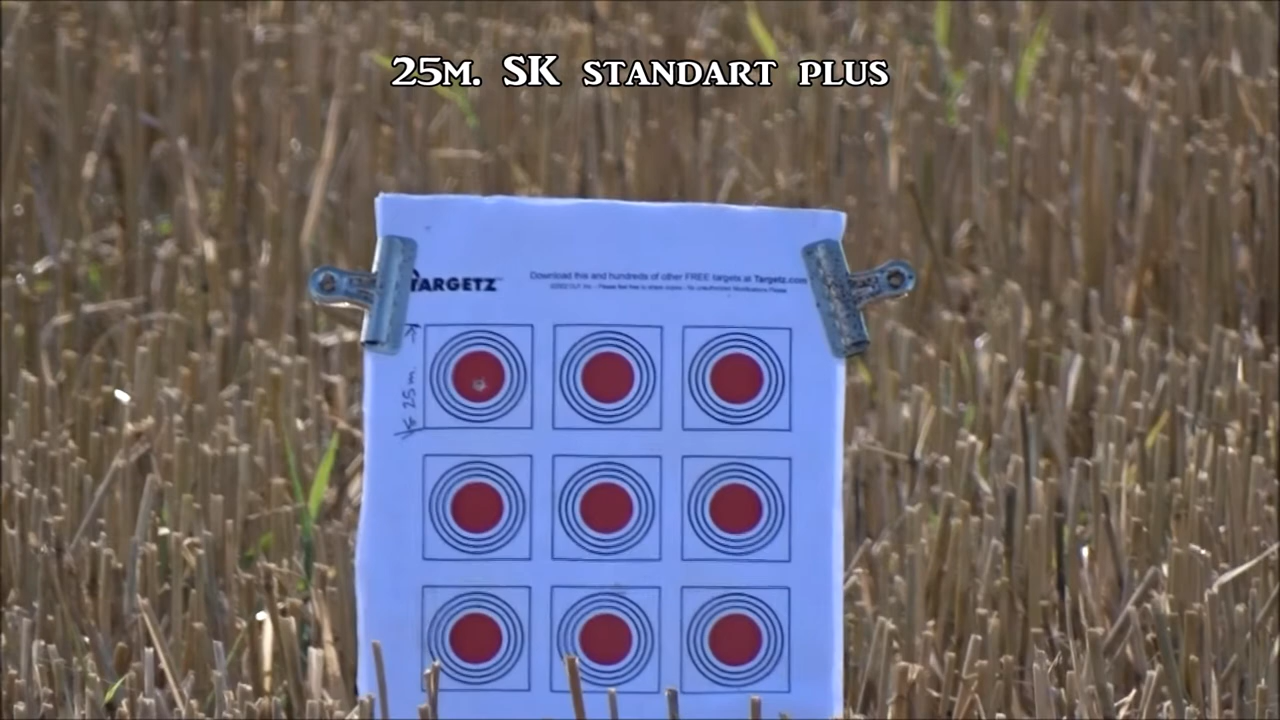 25M. SK STANDART PLUS
TARGETZ
Download this and hundreds of other FREE targets at Targetz.com
25 m.